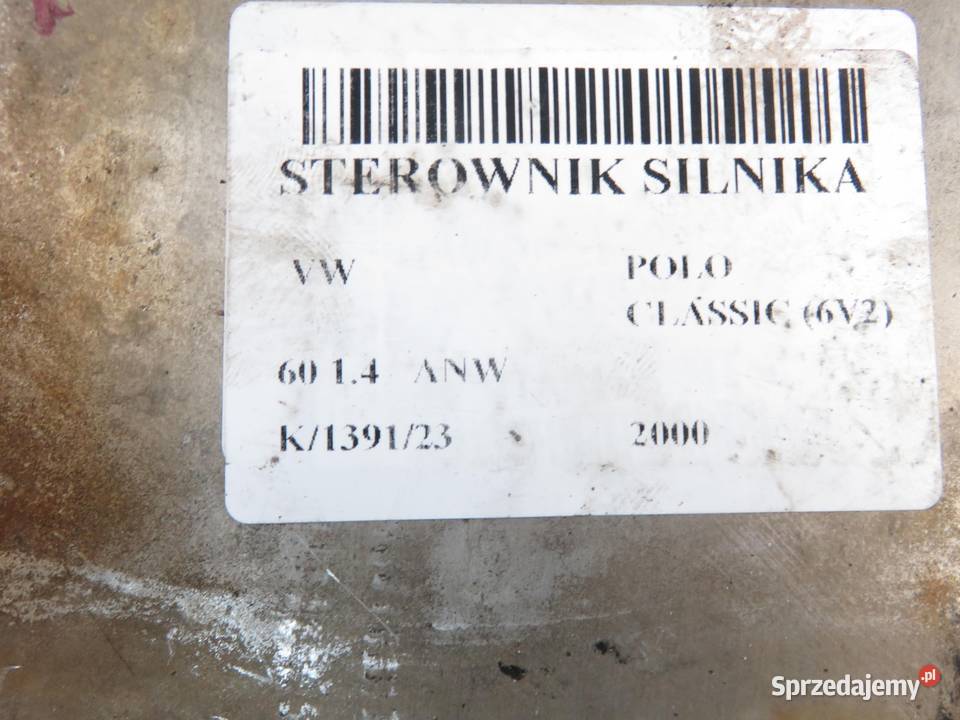 STEROWNIK SILNIKA
VW POLO
CLASSIC (6V2)
60 1.4 ANW
K/1391/23 2000
Sprzedajemy.pl